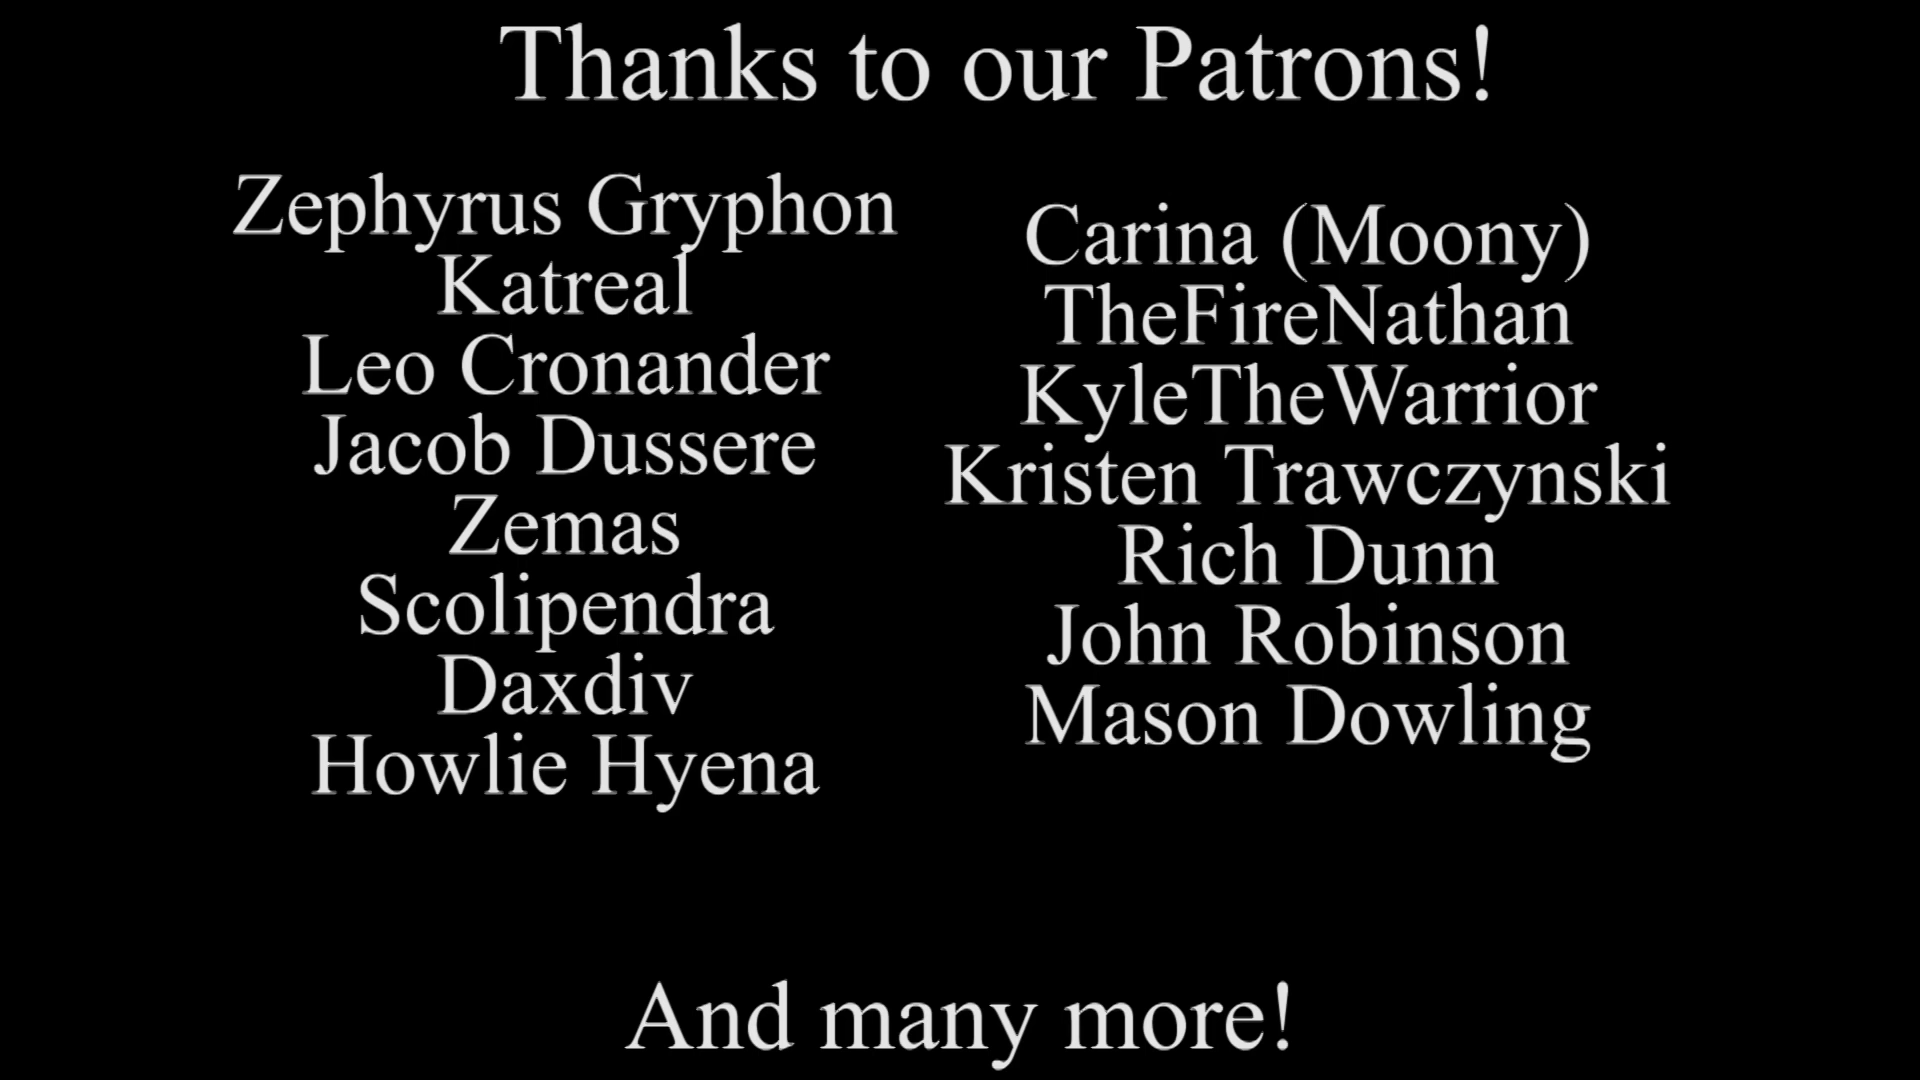 Thanks to our Patrons!
Zephyrus Gryphon
Katreal
Leo Cronander
Jacob Dussere
Zemas
Scolipendra
Daxdiv
Howlie Hyena
Carina (Moony)
TheFireNathan
KyleTheWarrior
Kristen Trawczynski
Rich Dunn
John Robinson
Mason Dowling
And many more!